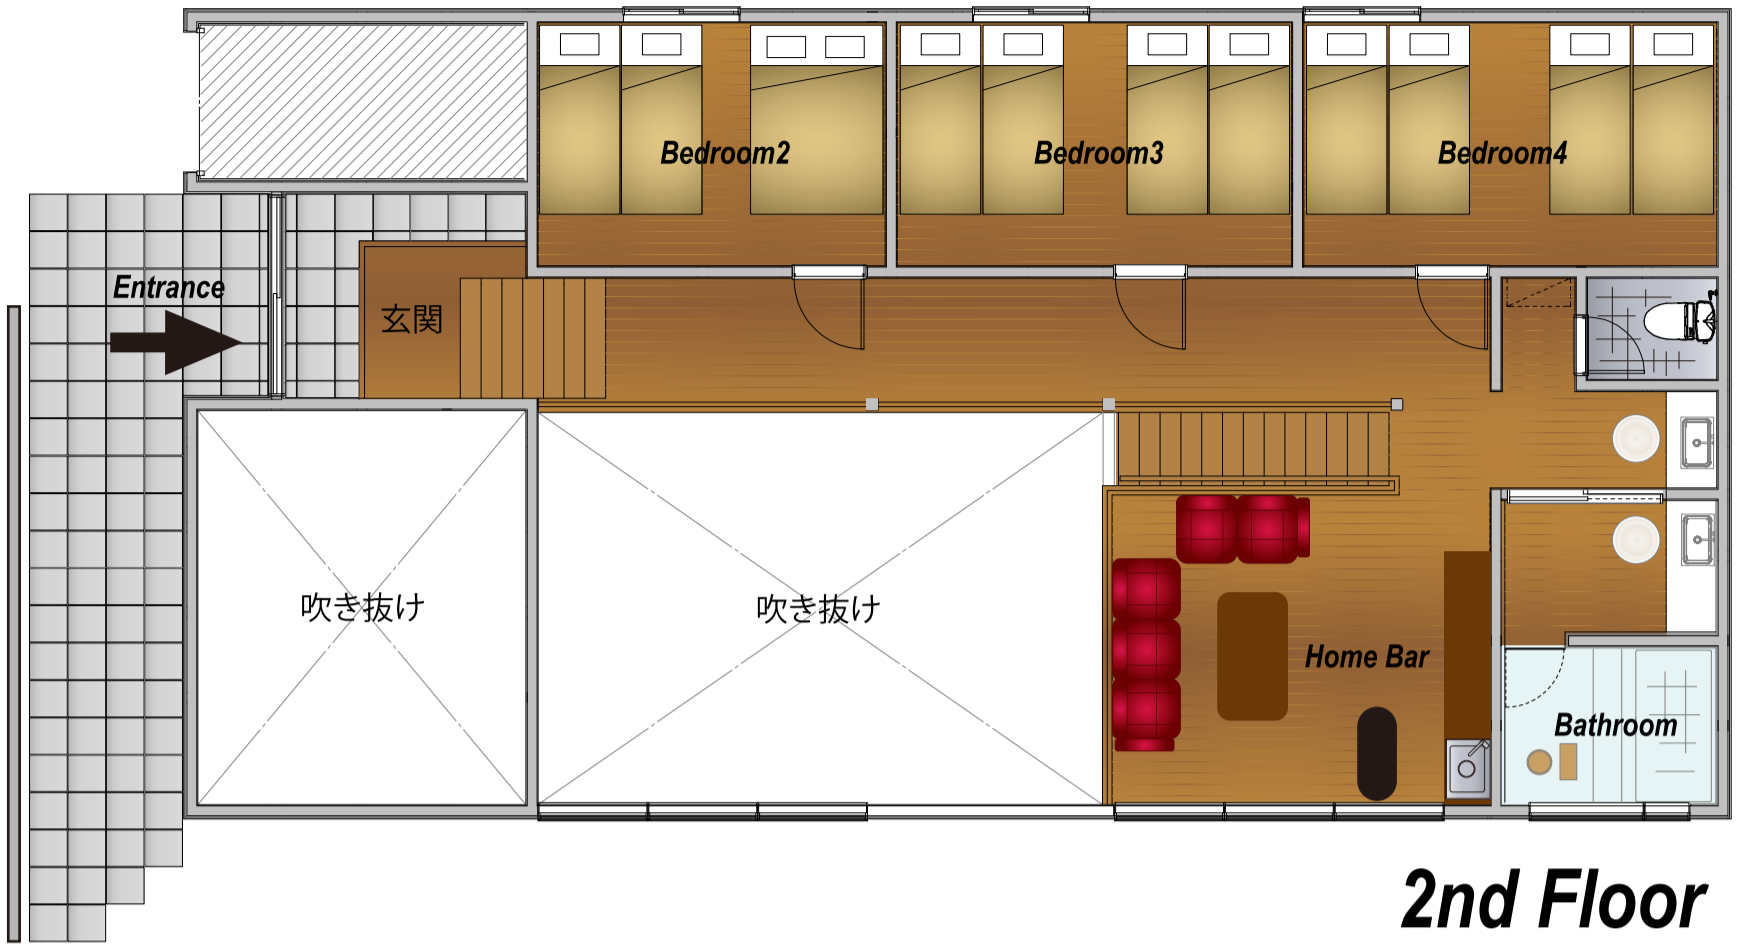 Bedroom2
Bedroom3
Bedroom4
Entrance
玄関
吹き抜け
吹き抜け
Home Bar
Bathroom
2nd Floor